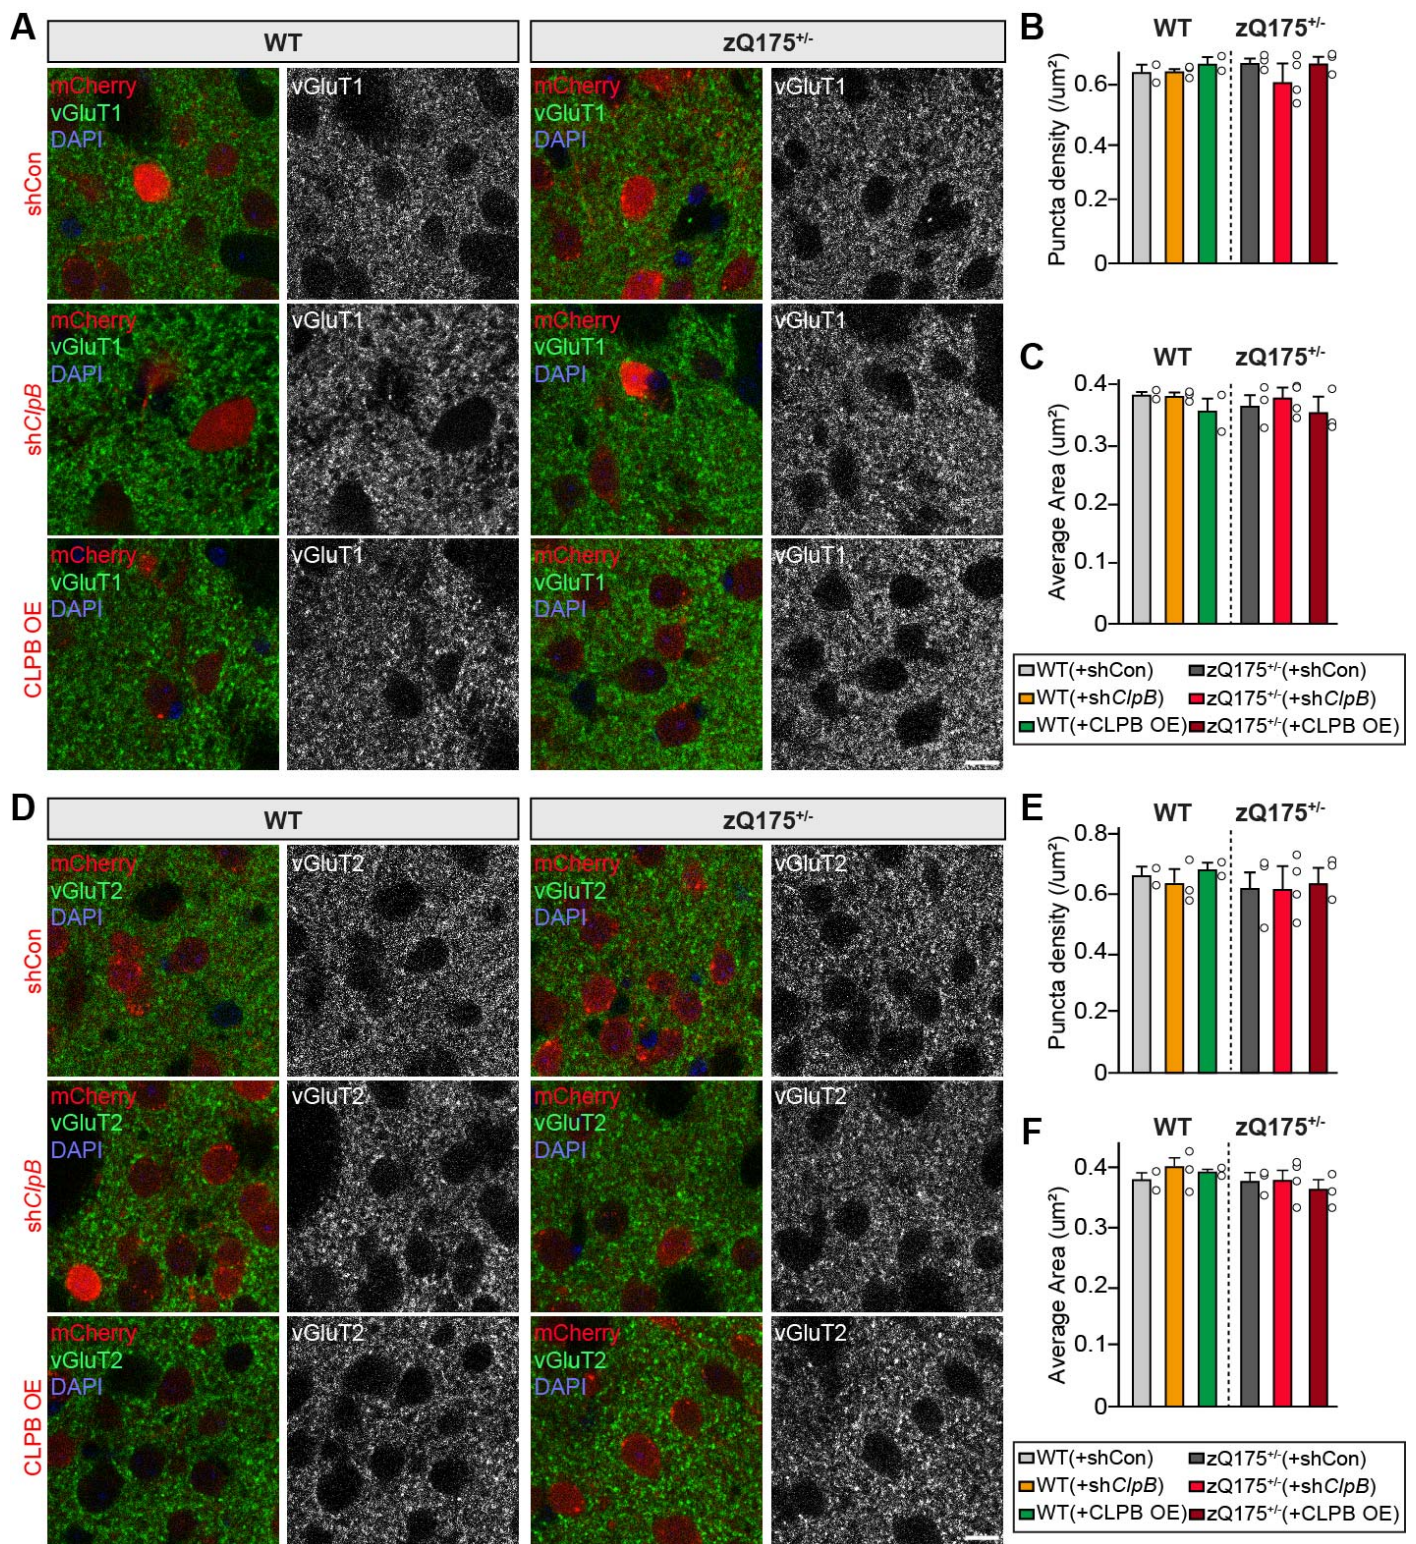 A
WT
zQ175+/-
shCon
mCherry
vGluT1
DAPI
vGluT1
mCherry
vGluT1
DAPI
vGluT1
shClpB
mCherry
vGluT1
DAPI
vGluT1
mCherry
vGluT1
DAPI
vGluT1
CLPB OE
mCherry
vGluT1
DAPI
vGluT1
mCherry
vGluT1
DAPI
vGluT1
B
WT zQ175+/-
Puncta density (/um²)
0.6
0.4
0.2
0
C
WT zQ175+/-
Average Area (um²)
0.4
0.3
0.2
0.1
0
WT(+shCon) zQ175+/-(+shCon)
WT(+shClpB) zQ175+/-(+shClpB)
WT(+CLPB OE) zQ175+/-(+CLPB OE)
D
WT
zQ175+/-
shCon
mCherry
vGluT2
DAPI
vGluT2
mCherry
vGluT2
DAPI
vGluT2
shClpB
mCherry
vGluT2
DAPI
vGluT2
mCherry
vGluT2
DAPI
vGluT2
CLPB OE
mCherry
vGluT2
DAPI
vGluT2
mCherry
vGluT2
DAPI
vGluT2
E
WT zQ175+/-
Puncta density (/um²)
0.8
0.6
0.4
0.2
0
F
WT zQ175+/-
Average Area (um²)
0.4
0.3
0.2
0.1
0
WT(+shCon) zQ175+/-(+shCon)
WT(+shClpB) zQ175+/-(+shClpB)
WT(+CLPB OE) zQ175+/-(+CLPB OE)